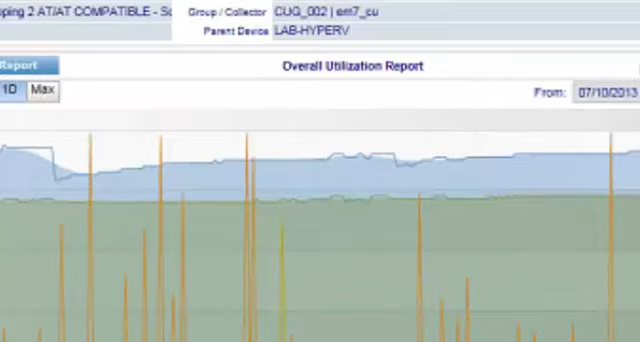 ping 2 AT/AT COMPATIBLE - Sc
Group / Collector CUG_002 | em7_cu
Parent Device LAB-HYPERV
Report
Overall Utilization Report
1D Max
From: 07/10/2013